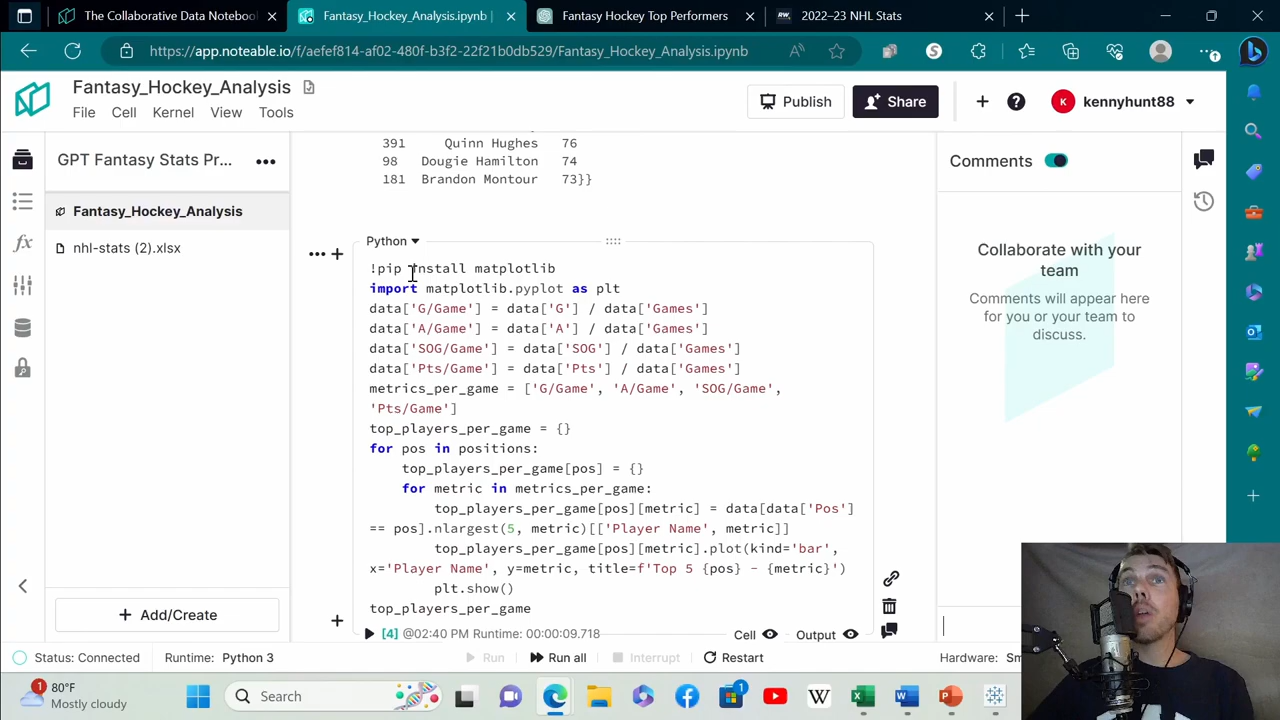 The Collaborative Data Notebook
Fantasy_Hockey_Analysis.ipynb
Fantasy Hockey Top Performers
RW
2022–23 NHL Stats
https://app.noteable.io/f/aefef814-af02-480f-b3f2-22f21b0db529/Fantasy_Hockey_Analysis.ipynb
Fantasy_Hockey_Analysis
File Cell Kernel View Tools
Publish
Share
K kennyhunt88
GPT Fantasy Stats Pr...
Fantasy_Hockey_Analysis
nhl-stats (2).xlsx
Add/Create
391 Quinn Hughes 76
98 Dougie Hamilton 74
181 Brandon Montour 73}}
Python
!pip install matplotlib
import matplotlib.pyplot as plt
data['G/Game'] = data['G'] / data['Games']
data['A/Game'] = data['A'] / data['Games']
data['SOG/Game'] = data['SOG'] / data['Games']
data['Pts/Game'] = data['Pts'] / data['Games']
metrics_per_game = ['G/Game', 'A/Game', 'SOG/Game',
'Pts/Game']
top_players_per_game = {}
for pos in positions:
top_players_per_game[pos] = {}
for metric in metrics_per_game:
top_players_per_game[pos][metric] = data[data['Pos']
== pos].nlargest(5, metric)[['Player Name', metric]]
top_players_per_game[pos][metric].plot(kind='bar',
x='Player Name', y=metric, title=f'Top 5 {pos} - {metric}')
plt.show()
top_players_per_game
[4] @02:40 PM Runtime: 00:00:09.718
Cell
Output
Comments
Collaborate with your
team
Comments will appear here
for you or your team to
discuss.
Status: Connected
Runtime: Python 3
Run
Run all
Interrupt
Restart
Hardware: Sm
1
80°F
Mostly cloudy
Search
1